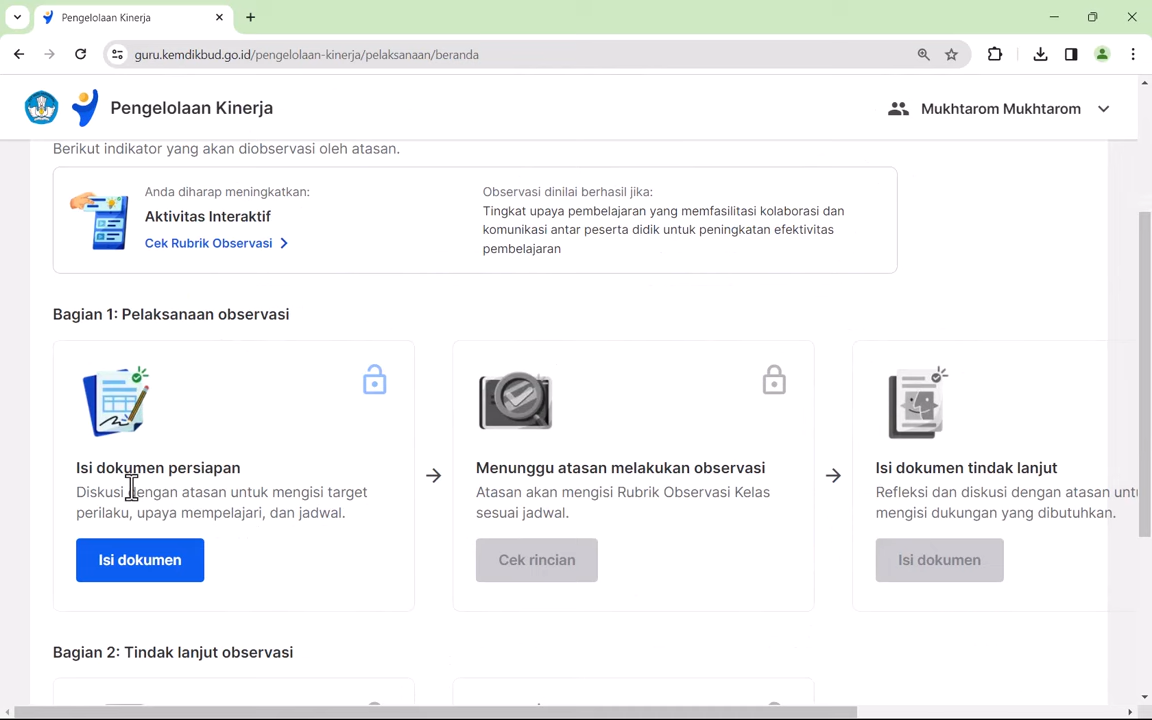 Pengelolaan Kinerja
guru.kemdikbud.go.id/pengelolaan-kinerja/pelaksanaan/beranda
Pengelolaan Kinerja
Mukhtarom Mukhtarom
Berikut indikator yang akan diobservasi oleh atasan.
Anda diharap meningkatkan:
Aktivitas Interaktif
Cek Rubrik Observasi
Observasi dinilai berhasil jika:
Tingkat upaya pembelajaran yang memfasilitasi kolaborasi dan
komunikasi antar peserta didik untuk peningkatan efektivitas
pembelajaran
Bagian 1: Pelaksanaan observasi
Isi dokumen persiapan
Diskusi dengan atasan untuk mengisi target
perilaku, upaya mempelajari, dan jadwal.
Isi dokumen
Menunggu atasan melakukan observasi
Atasan akan mengisi Rubrik Observasi Kelas
sesuai jadwal.
Cek rincian
Isi dokumen tindak lanjut
Refleksi dan diskusi dengan atasan untu
mengisi dukungan yang dibutuhkan.
Isi dokumen
Bagian 2: Tindak lanjut observasi